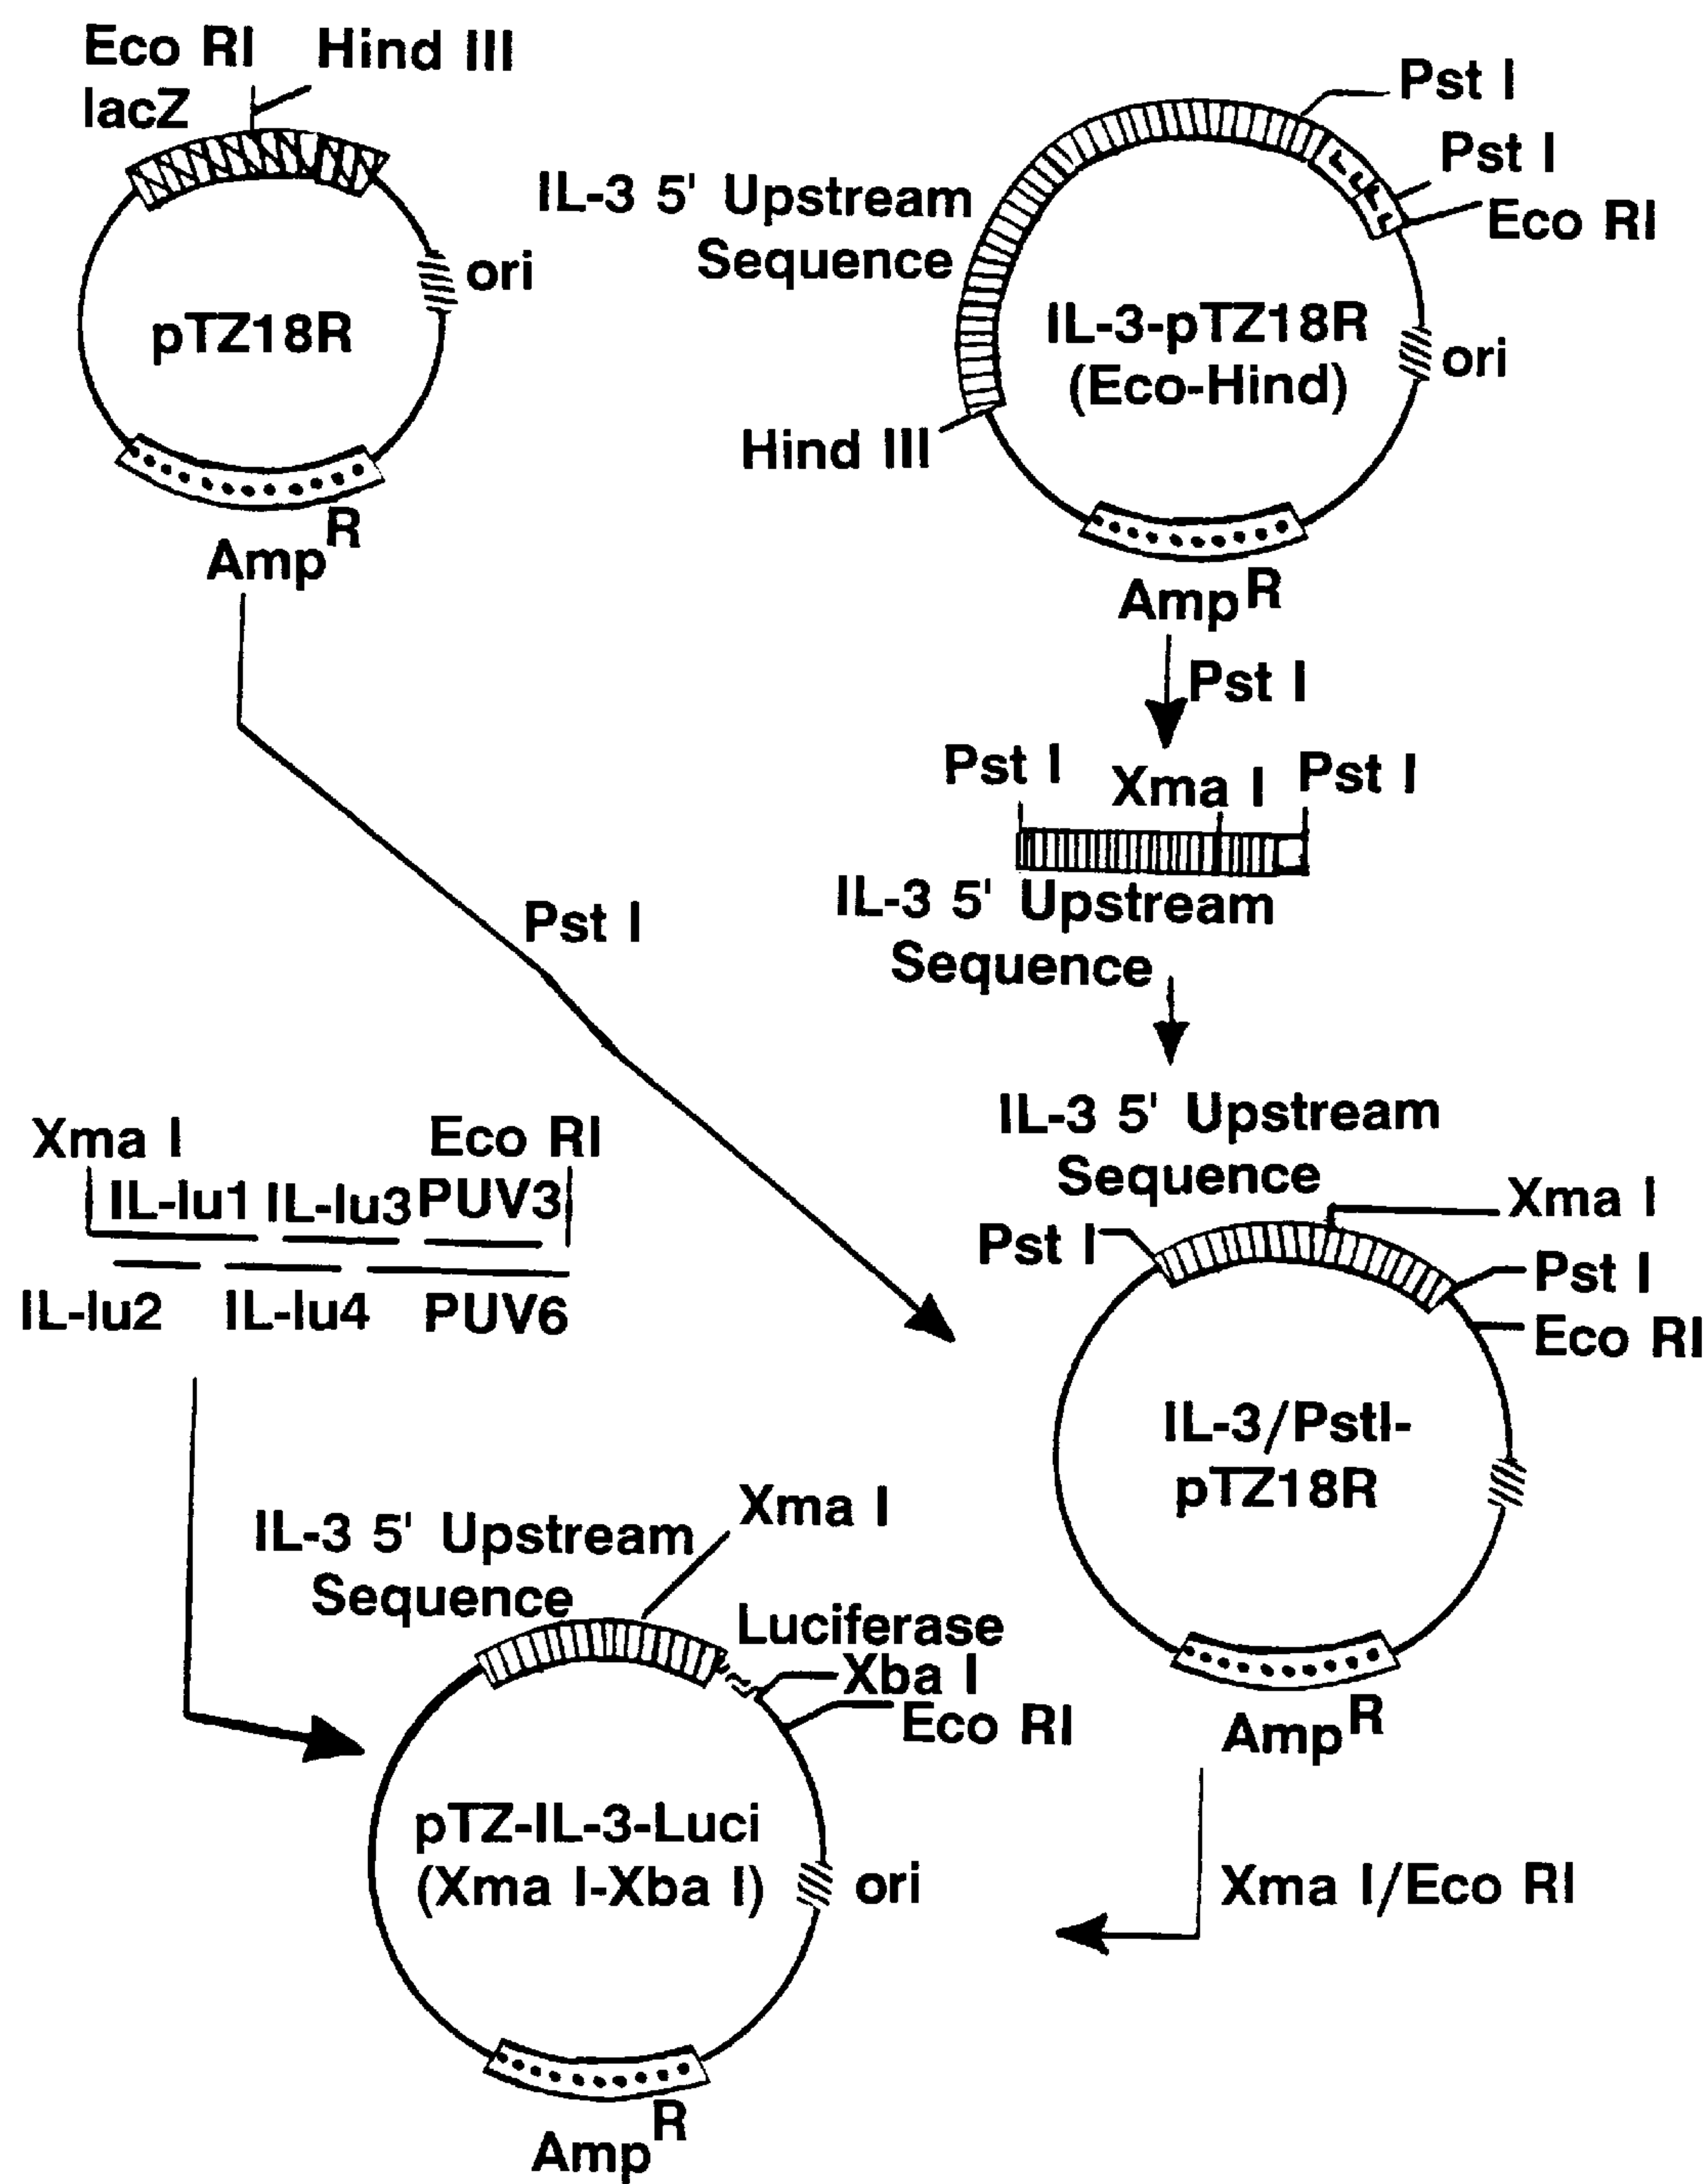 Eco RI
Hind III
lacZ
ori
pTZ18R
Amp R
Pst I
Pst I
Eco RI
IL-3 5' Upstream
Sequence
IL-3-pTZ18R
(Eco-Hind)
ori
Hind III
Amp R
Pst I
Pst I
Xma I
Pst I
IL-3 5' Upstream
Sequence
Pst I
IL-3 5' Upstream
Sequence
Xma I
Pst I
Pst I
Eco RI
IL-3/PstI-
pTZ18R
Amp R
Xma I/Eco RI
Xma I
Eco RI
IL-lu1 IL-lu3 PUV3
IL-lu2 IL-lu4 PUV6
IL-3 5' Upstream
Sequence
Xma I
Luciferase
Xba I
Eco RI
pTZ-IL-3-Luci
(Xma I-Xba I)
ori
Amp R